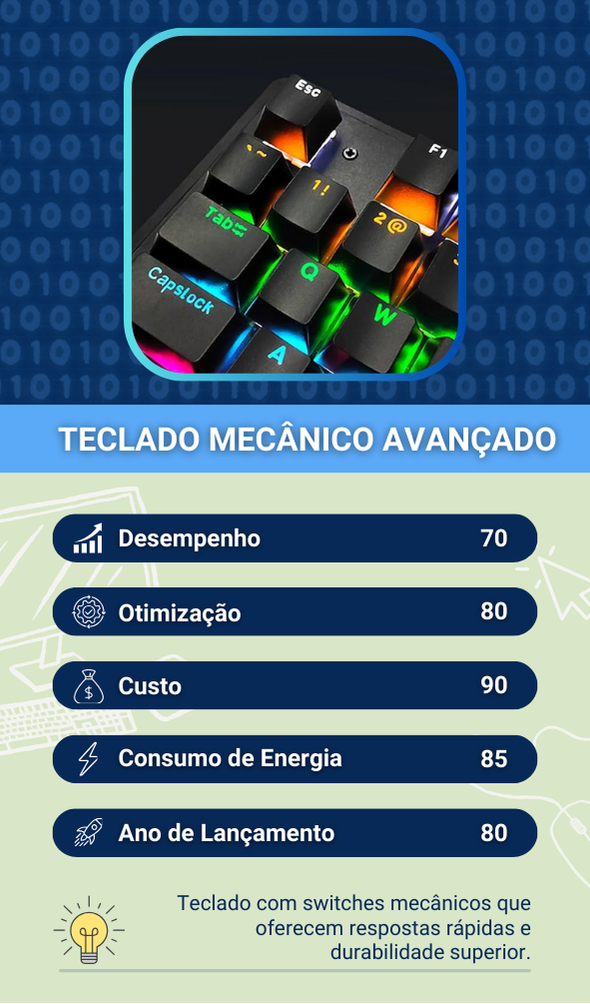 Esc
F1
` ~
1 !
2 @
Tab
Q
W
Capslock
A
TECLADO MECÂNICO AVANÇADO
Desempenho 70
Otimização 80
Custo 90
Consumo de Energia 85
Ano de Lançamento 80
Teclado com switches mecânicos que
oferecem respostas rápidas e
durabilidade superior.